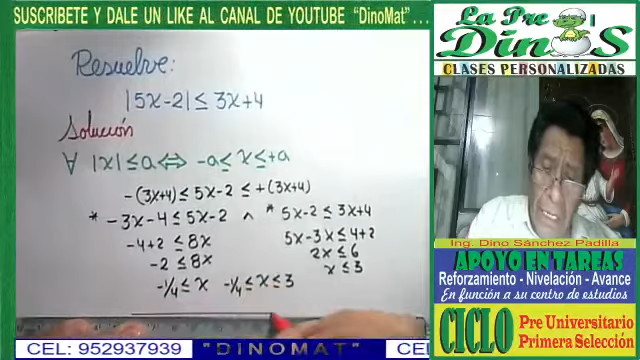 SUSCRIBETE Y DALE UN LIKE AL CANAL DE YOUTUBE "DinoMat"...
Resuelve:
|5x-2| ≤ 3x+4
Solución
∀ |x| ≤ a ⇔ -a ≤ x ≤ +a
-(3x+4) ≤ 5x-2 ≤ +(3x+4)
* -3x-4 ≤ 5x-2 ∧ * 5x-2 ≤ 3x+4
-4+2 ≤ 8x 5x-3x ≤ 4+2
-2 ≤ 8x 2x ≤ 6
x ≤ 3
-1/4 ≤ x -1/4 ≤ x ≤ 3
La Pre
DinoS
CLASES PERSONALIZADAS
Ing. Dino Sánchez Padilla
APOYO EN TAREAS
Reforzamiento - Nivelación - Avance
En función a su centro de estudios
CICLO Pre Universitario
Primera Selección
CEL: 952937939 "DINOMAT" CE